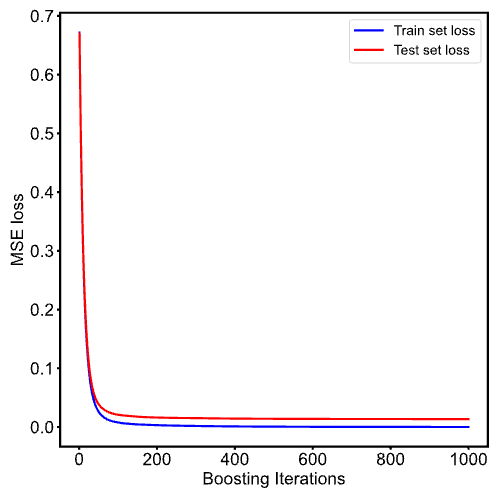 0.7
0.6
0.5
0.4
0.3
0.2
0.1
0.0
MSE loss
Train set loss
Test set loss
0 200 400 600 800 1000
Boosting Iterations